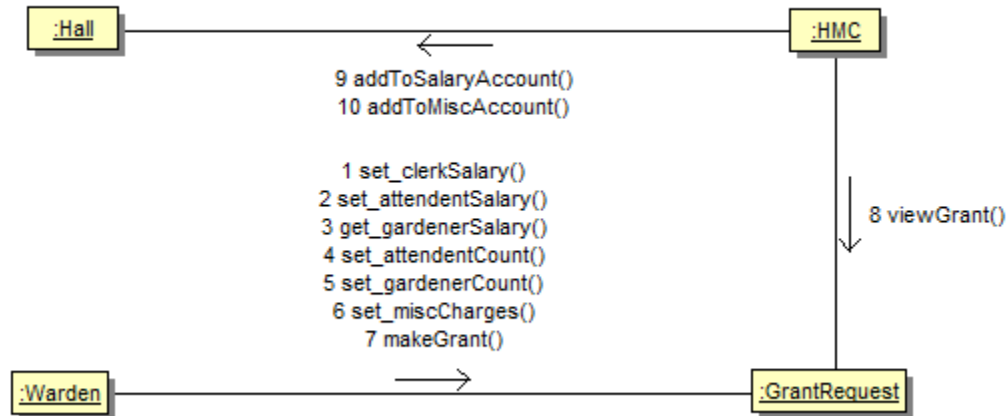 :Hall
:HMC
9 addToSalaryAccount()
10 addToMiscAccount()
1 set_clerkSalary()
2 set_attendentSalary()
3 get_gardenerSalary()
4 set_attendentCount()
5 set_gardenerCount()
6 set_miscCharges()
7 makeGrant()
8 viewGrant()
:Warden
:GrantRequest